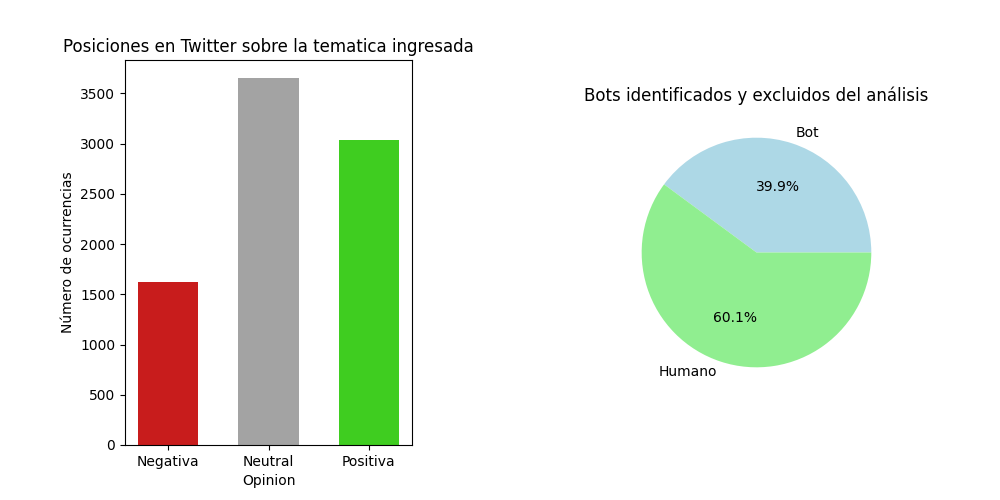 Posiciones en Twitter sobre la tematica ingresada
Número de ocurrencias
3500
3000
2500
2000
1500
1000
500
0
Negativa
Neutral
Positiva
Opinion
Bots identificados y excluidos del análisis
Bot
39.9%
60.1%
Humano